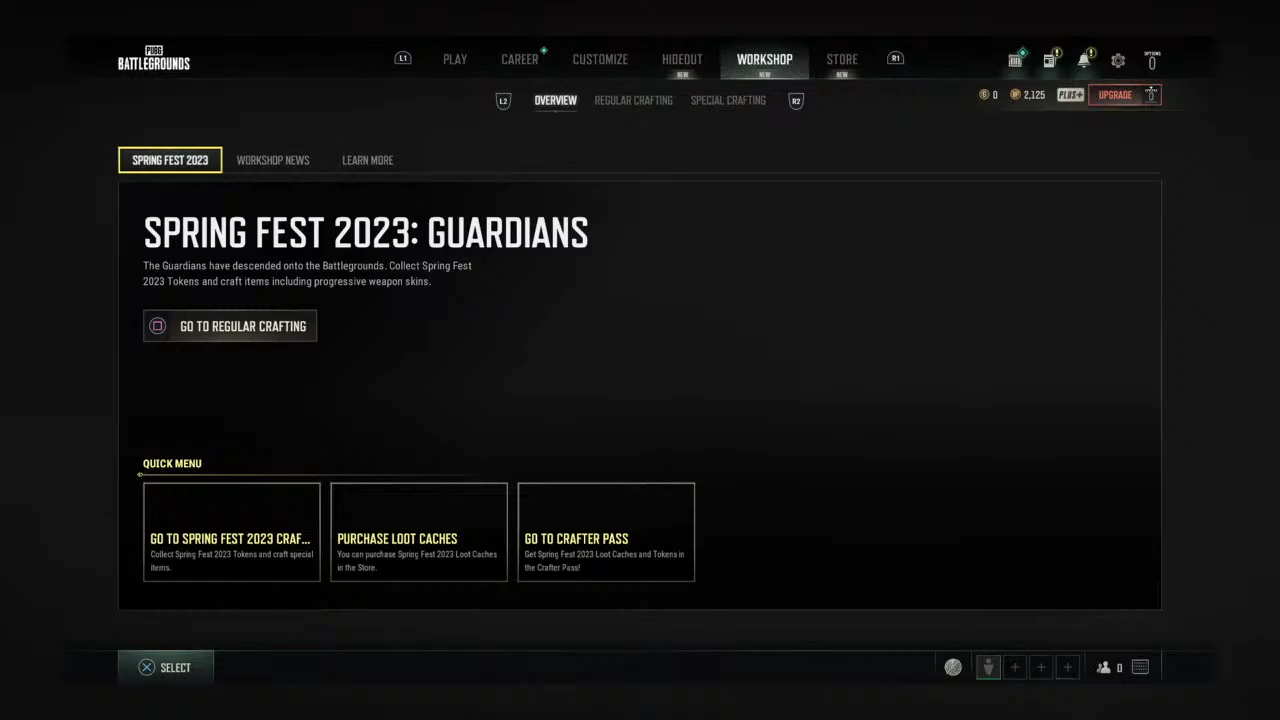 PUBG
BATTLEGROUNDS
L1
PLAY
CAREER
CUSTOMIZE
HIDEOUT
NEW
WORKSHOP
NEW
STORE
NEW
R1
OPTIONS
L2
OVERVIEW
REGULAR CRAFTING
SPECIAL CRAFTING
R2
G 0
BP 2,125
PLUS+
UPGRADE
SPRING FEST 2023
WORKSHOP NEWS
LEARN MORE
SPRING FEST 2023: GUARDIANS
The Guardians have descended onto the Battlegrounds. Collect Spring Fest
2023 Tokens and craft items including progressive weapon skins.
GO TO REGULAR CRAFTING
QUICK MENU
GO TO SPRING FEST 2023 CRAF...
Collect Spring Fest 2023 Tokens and craft special
items.
PURCHASE LOOT CACHES
You can purchase Spring Fest 2023 Loot Caches
in the Store.
GO TO CRAFTER PASS
Get Spring Fest 2023 Loot Caches and Tokens in
the Crafter Pass!
SELECT
0